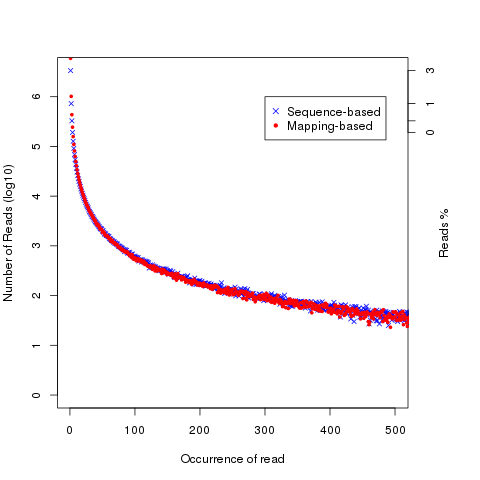 Number of Reads (log10)
6
5
4
3
2
1
0
Sequence-based
Mapping-based
3
1
0
Reads %
0 100 200 300 400 500
Occurrence of read